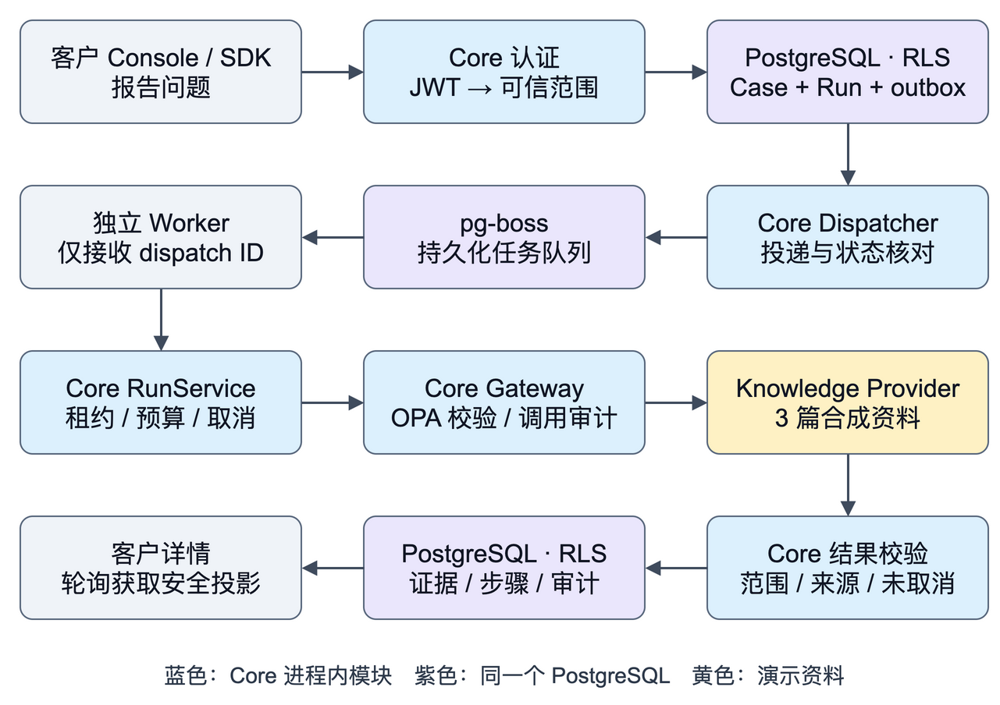 客户 Console / SDK
报告问题
Core 认证
JWT → 可信范围
PostgreSQL · RLS
Case + Run + outbox
独立 Worker
仅接收 dispatch ID
pg-boss
持久化任务队列
Core Dispatcher
投递与状态核对
Core RunService
租约 / 预算 / 取消
Core Gateway
OPA 校验 / 调用审计
Knowledge Provider
3 篇合成资料
客户详情
轮询获取安全投影
PostgreSQL · RLS
证据 / 步骤 / 审计
Core 结果校验
范围 / 来源 / 未取消
蓝色：Core 进程内模块 紫色：同一个 PostgreSQL 黄色：演示资料